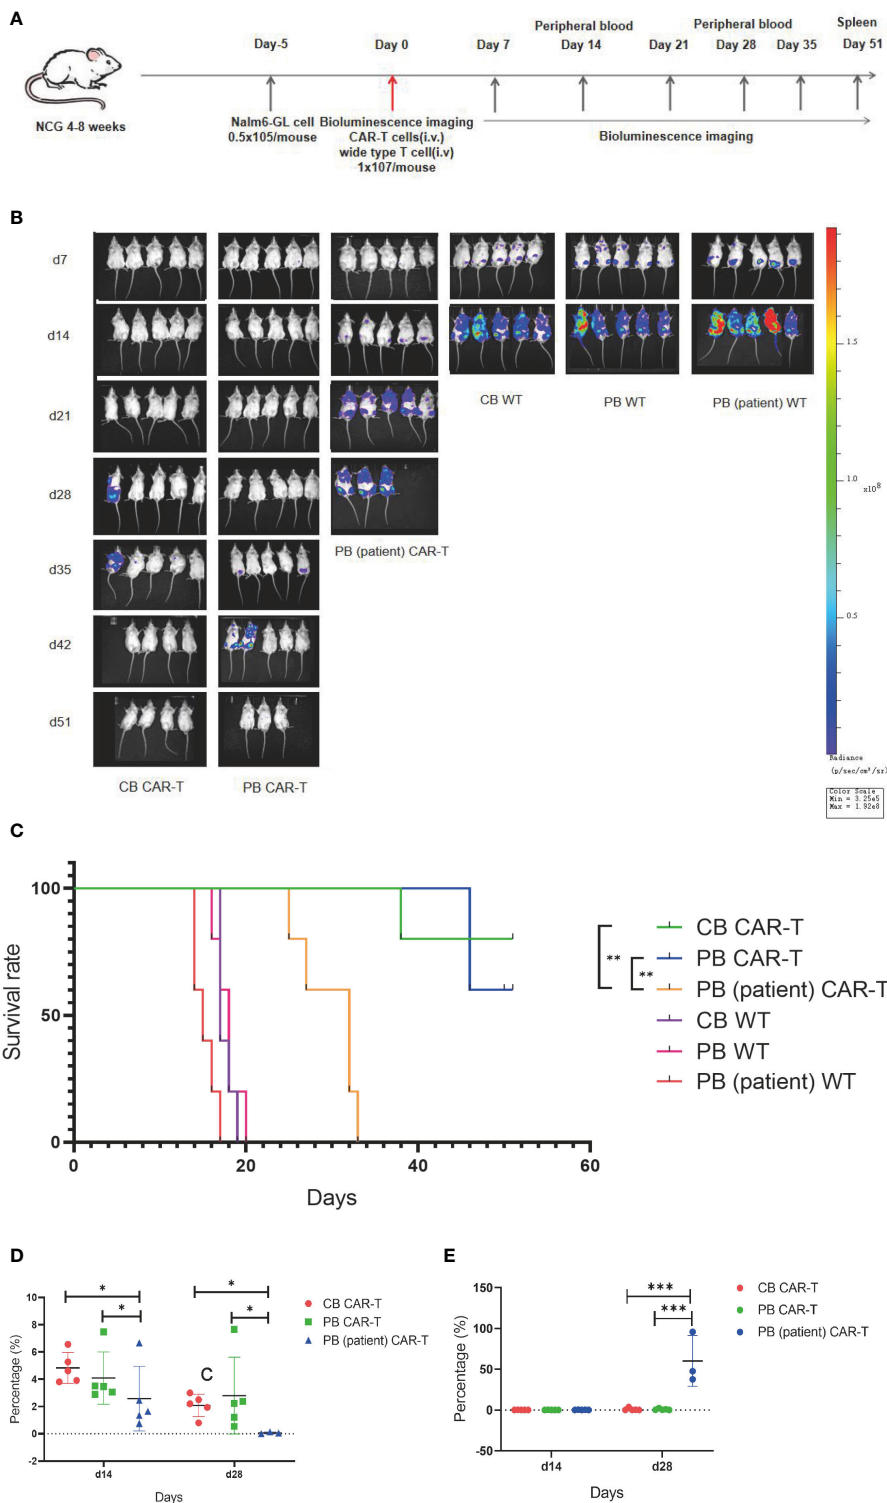 A
Peripheral blood Peripheral blood Spleen
Day-5 Day 0 Day 7 Day 14 Day 21 Day 28 Day 35 Day 51
NCG 4-8 weeks
Nalm6-GL cell
0.5x105/mouse
Bioluminescence imaging
CAR-T cells(i.v.)
wide type T cell(i.v)
1x107/mouse
Bioluminescence imaging
B
d7
d14
d21
d28
d35
d42
d51
CB WT PB WT PB (patient) WT
PB (patient) CAR-T
CB CAR-T PB CAR-T
1.5
1.0
x10⁸
0.5
Radiance
(p/sec/cm²/sr)
Color Scale
Min = 3.25e5
Max = 1.92e8
C
Survival rate
100
50
0
0 20 40 60
Days
** **
CB CAR-T
PB CAR-T
PB (patient) CAR-T
CB WT
PB WT
PB (patient) WT
D
Percentage (%)
10
8
6
4
2
0
-2
* *
* *
C
d14 d28
Days
CB CAR-T
PB CAR-T
PB (patient) CAR-T
E
Percentage (%)
150
100
50
0
-50
***
***
d14 d28
Days
CB CAR-T
PB CAR-T
PB (patient) CAR-T